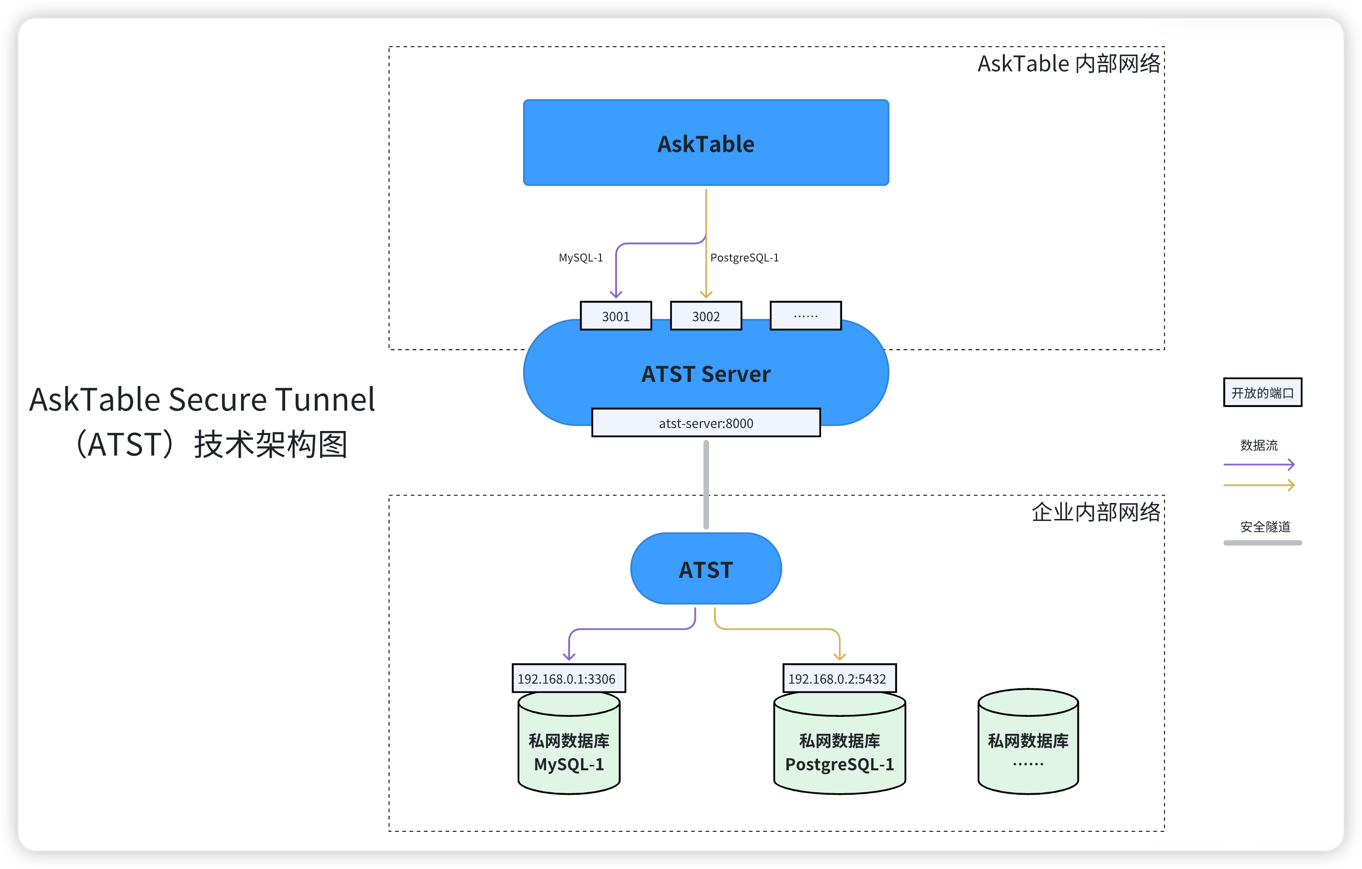 AskTable 内部网络
AskTable
MySQL-1
PostgreSQL-1
3001
3002
……
ATST Server
atst-server:8000
AskTable Secure Tunnel
（ATST）技术架构图
开放的端口
数据流
安全隧道
企业内部网络
ATST
192.168.0.1:3306
192.168.0.2:5432
私网数据库
MySQL-1
私网数据库
PostgreSQL-1
私网数据库
……